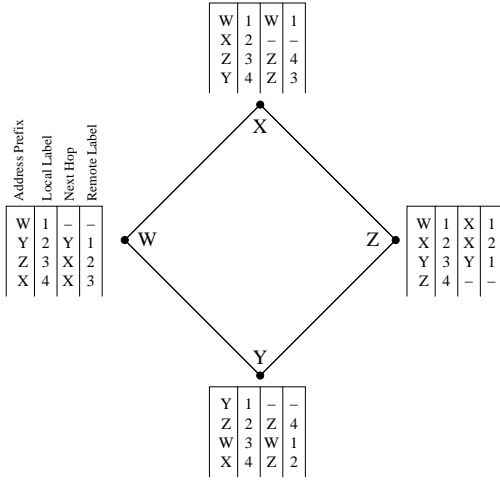 W 1 W 1
X 2 – –
Z 3 Z 4
Y 4 Z 3
X
Address Prefix
Local Label
Next Hop
Remote Label
W 1 – –
Y 2 Y 1
Z 3 X 2
X 4 X 3
W
Z
W 1 X 1
X 2 X 2
Y 3 Y 1
Z 4 – –
Y
Y 1 – –
Z 2 Z 4
W 3 W 1
X 4 Z 2